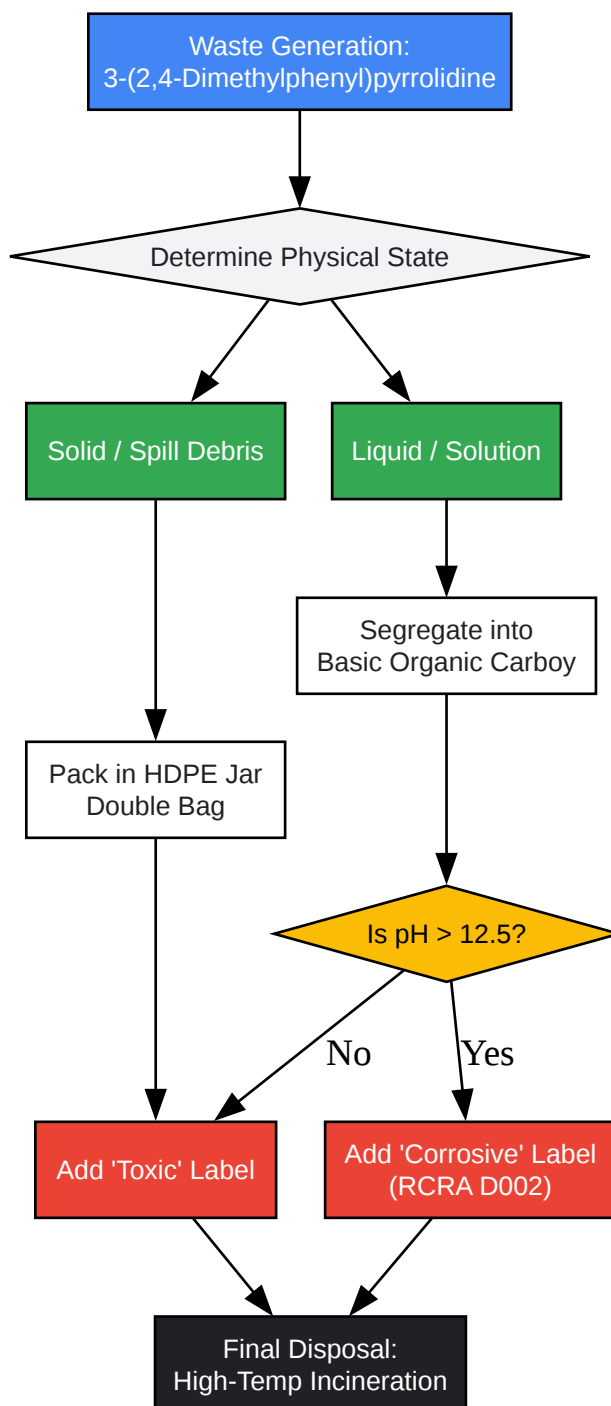 Waste Generation:
3-(2,4-Dimethylphenyl)pyrrolidine
Determine Physical State
Solid / Spill Debris
Liquid / Solution
Segregate into
Basic Organic Carboy
Pack in HDPE Jar
Double Bag
Is pH > 12.5?
No
Yes
Add 'Toxic' Label
Add 'Corrosive' Label
(RCRA D002)
Final Disposal:
High-Temp Incineration